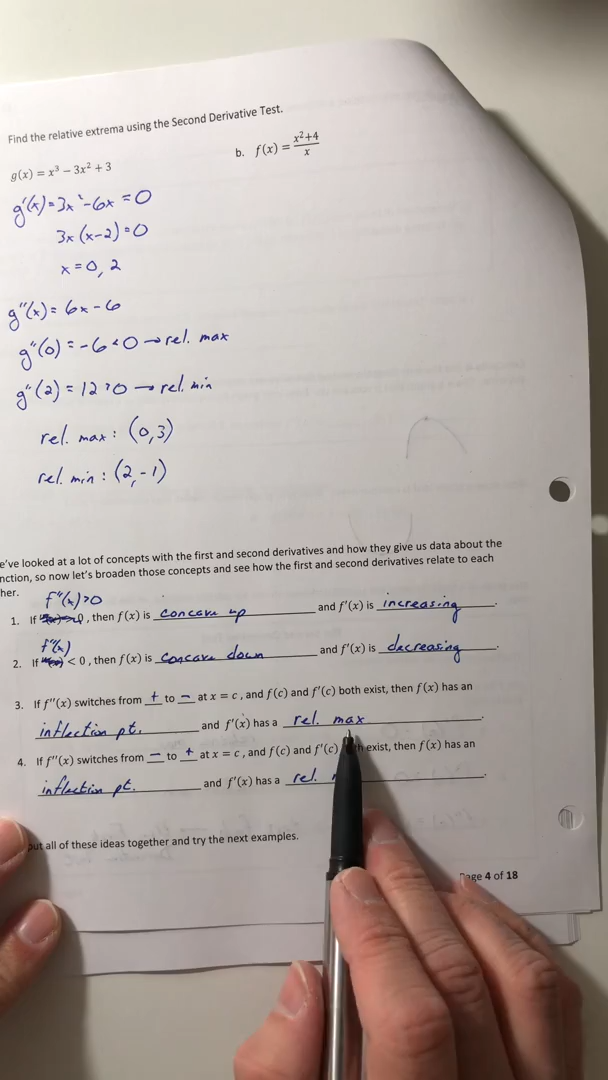 Find the relative extrema using the Second Derivative Test.
g(x) = x³ − 3x² + 3
b. f(x) = (x²+4)/x
g'(x) = 3x² - 6x = 0
3x(x-2) = 0
x = 0, 2
g''(x) = 6x - 6
g''(0) = -6 < 0 → rel. max
g''(2) = 12 > 0 → rel. min
rel. max: (0,3)
rel. min: (2,-1)
e've looked at a lot of concepts with the first and second derivatives and how they give us data about the
nction, so now let's broaden those concepts and see how the first and second derivatives relate to each
her.
f''(x) > 0
1. If , then f(x) is concave up and f'(x) is increasing.
f''(x)
2. If < 0, then f(x) is concave down and f'(x) is decreasing.
3. If f''(x) switches from + to − at x = c, and f(c) and f'(c) both exist, then f(x) has an
inflection pt. and f'(x) has a rel. max.
4. If f''(x) switches from − to + at x = c, and f(c) and f'(c) exist, then f(x) has an
inflection pt. and f'(x) has a rel.
put all of these ideas together and try the next examples.
Page 4 of 18